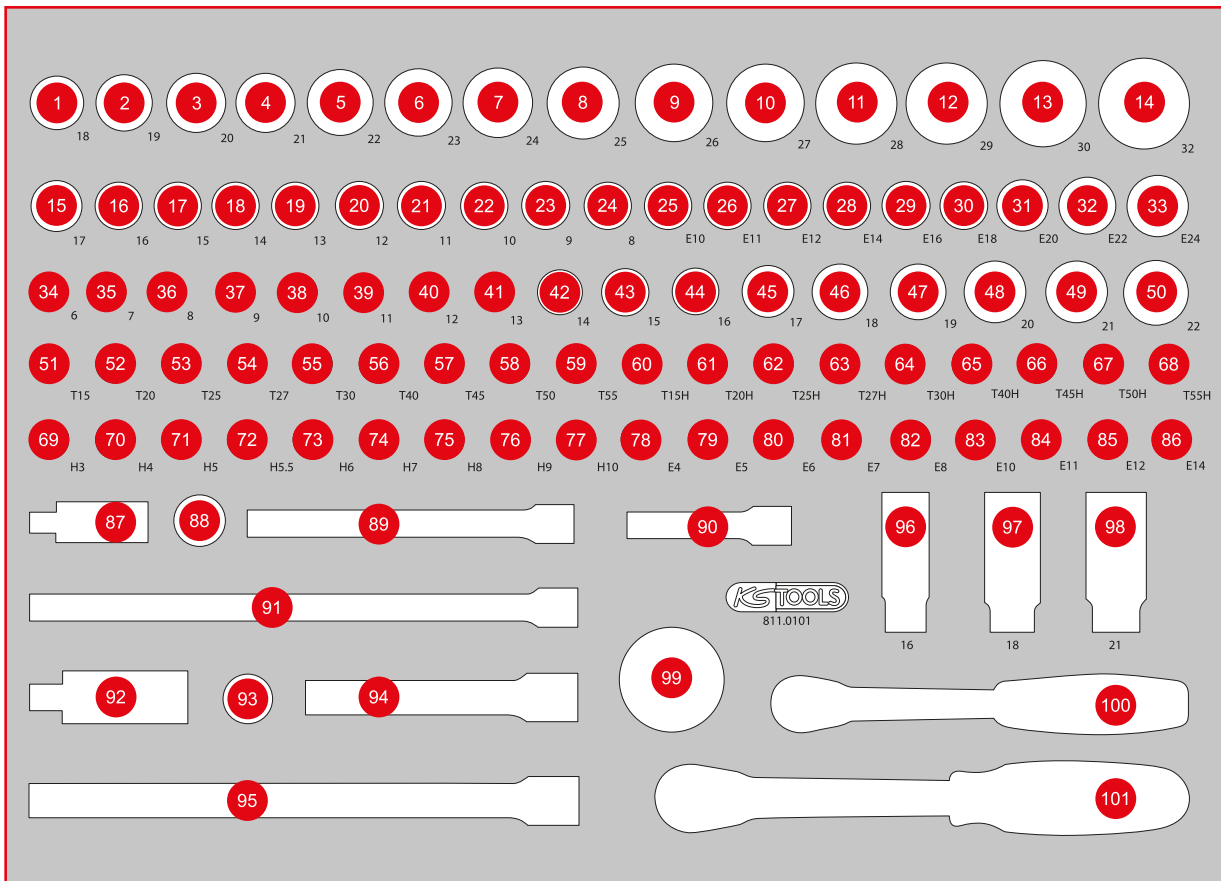 1 2 3 4 5 6 7 8 9 10 11 12 13 14
18 19 20 21 22 23 24 25 26 27 28 29 30 32
15 16 17 18 19 20 21 22 23 24 25 26 27 28 29 30 31 32 33
17 16 15 14 13 12 11 10 9 8 E10 E11 E12 E14 E16 E18 E20 E22 E24
34 35 36 37 38 39 40 41 42 43 44 45 46 47 48 49 50
6 7 8 9 10 11 12 13 14 15 16 17 18 19 20 21 22
51 52 53 54 55 56 57 58 59 60 61 62 63 64 65 66 67 68
T15 T20 T25 T27 T30 T40 T45 T50 T55 T15H T20H T25H T27H T30H T40H T45H T50H T55H
69 70 71 72 73 74 75 76 77 78 79 80 81 82 83 84 85 86
H3 H4 H5 H5.5 H6 H7 H8 H9 H10 E4 E5 E6 E7 E8 E10 E11 E12 E14
87 88 89 90 96 97 98
91 KS TOOLS
811.0101
16 18 21
92 93 94 99 100
95 101